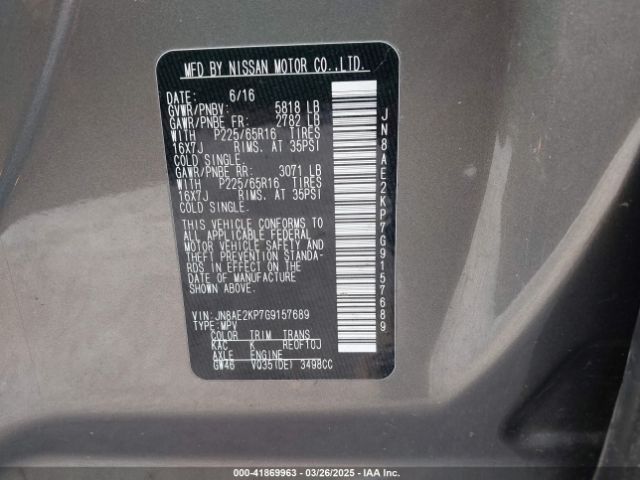 MFD BY NISSAN MOTOR CO.,LTD.
DATE: 6/16
GVWR/PNBV: 5818 LB
GAWR/PNBE FR: 2782 LB
WITH P225/65R16 TIRES
16X7J RIMS. AT 35PSI
COLD SINGLE.
GAWR/PNBE RR: 3071 LB
WITH P225/65R16 TIRES
16X7J RIMS. AT 35PSI
COLD SINGLE.
THIS VEHICLE CONFORMS TO
ALL APPLICABLE FEDERAL
MOTOR VEHICLE SAFETY AND
THEFT PREVENTION STANDA-
RDS IN EFFECT ON THE
DATE OF MANUFACTURE
SHOWN ABOVE.
VIN: JN8AE2KP7G9157689
TYPE: MPV
COLOR TRIM TRANS
KAC K RE0F10J
AXLE ENGINE
GW46 VQ35(DE) 3498CC
JN8AE2KP7G9157689
000-41869963 - 03/26/2025 - IAA Inc.